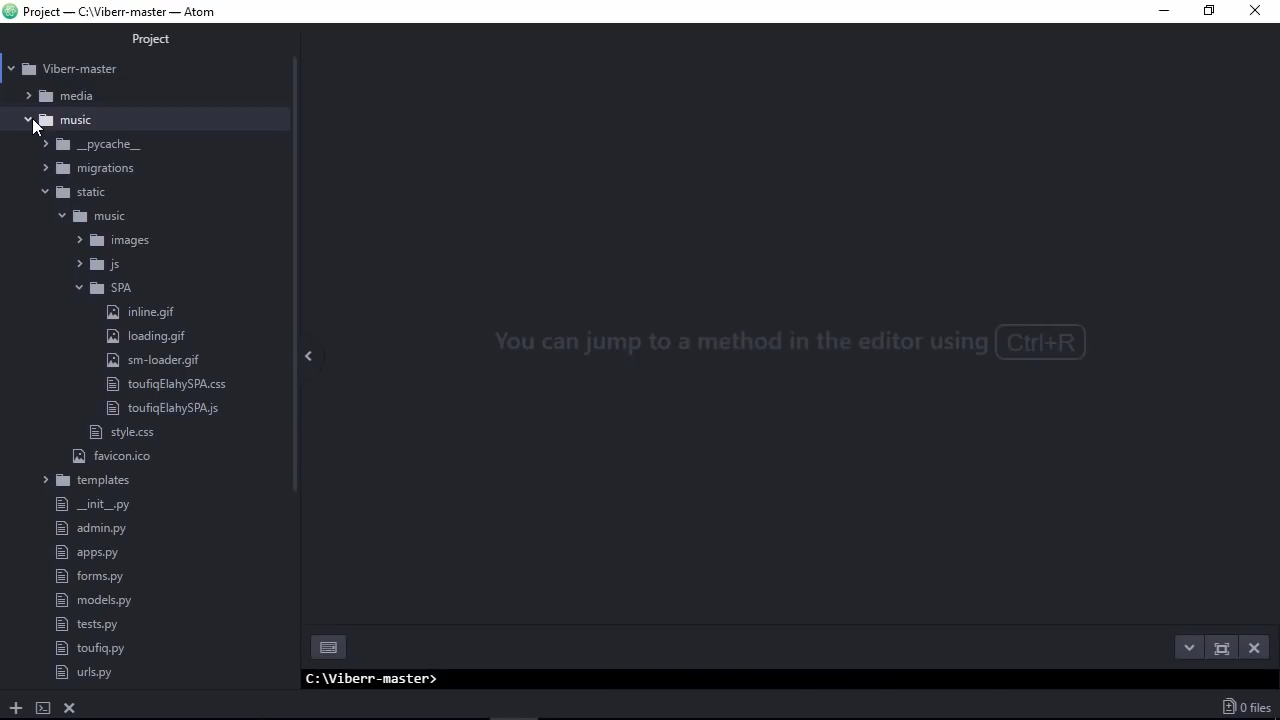 Project — C:\Viberr-master — Atom
Project
Viberr-master
media
music
__pycache__
migrations
static
music
images
js
SPA
inline.gif
loading.gif
sm-loader.gif
toufiqElahySPA.css
toufiqElahySPA.js
style.css
favicon.ico
templates
__init__.py
admin.py
apps.py
forms.py
models.py
tests.py
toufiq.py
urls.py
You can jump to a method in the editor using Ctrl+R
C:\Viberr-master>
0 files